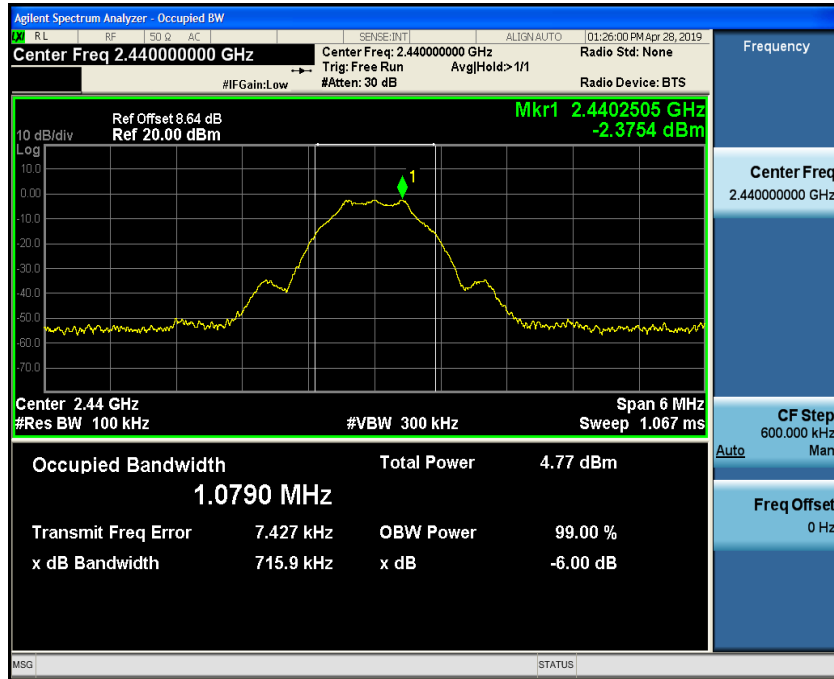 Agilent Spectrum Analyzer - Occupied BW
LXI RL RF 50 Ω AC SENSE:INT ALIGN AUTO 01:26:00 PM Apr 28, 2019
Center Freq 2.440000000 GHz
Center Freq: 2.440000000 GHz
Radio Std: None
Trig: Free Run Avg|Hold:>1/1
#IFGain:Low
#Atten: 30 dB
Radio Device: BTS
Mkr1 2.4402505 GHz
-2.3754 dBm
Ref Offset 8.64 dB
10 dB/div Ref 20.00 dBm
Log
10.0
0.00
-10.0
-20.0
-30.0
-40.0
-50.0
-60.0
-70.0
1
Center 2.44 GHz Span 6 MHz
#Res BW 100 kHz #VBW 300 kHz Sweep 1.067 ms
Occupied Bandwidth Total Power 4.77 dBm
1.0790 MHz
Transmit Freq Error 7.427 kHz OBW Power 99.00 %
x dB Bandwidth 715.9 kHz x dB -6.00 dB
MSG STATUS
Frequency
Center Freq
2.440000000 GHz
CF Step
600.000 kHz
Auto Man
Freq Offset
0 Hz